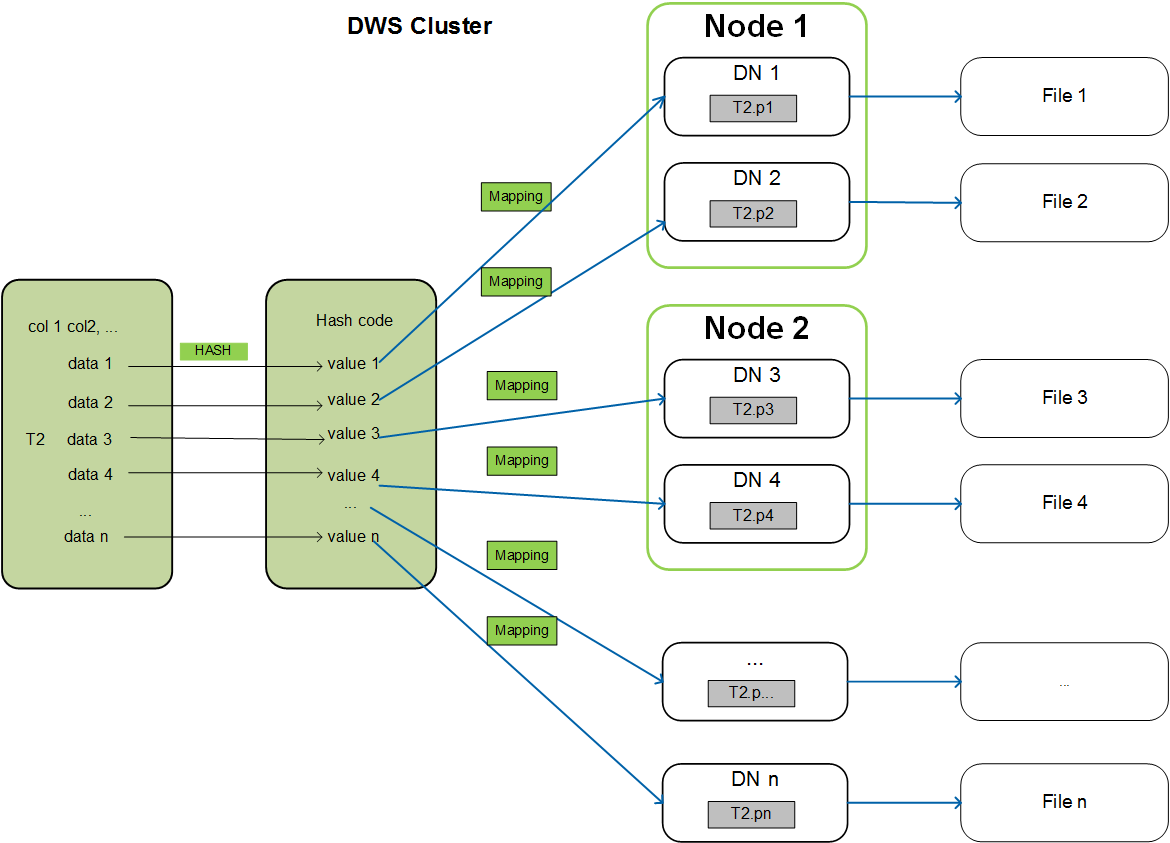 DWS Cluster
Node 1
DN 1
T2.p1
File 1
DN 2
T2.p2
File 2
Mapping
Mapping
Node 2
DN 3
T2.p3
File 3
DN 4
T2.p4
File 4
Mapping
Mapping
Mapping
Mapping
col 1 col2, ...
data 1
data 2
T2 data 3
data 4
...
data n
HASH
Hash code
value 1
value 2
value 3
value 4
...
value n
...
T2.p...
...
DN n
T2.pn
File n